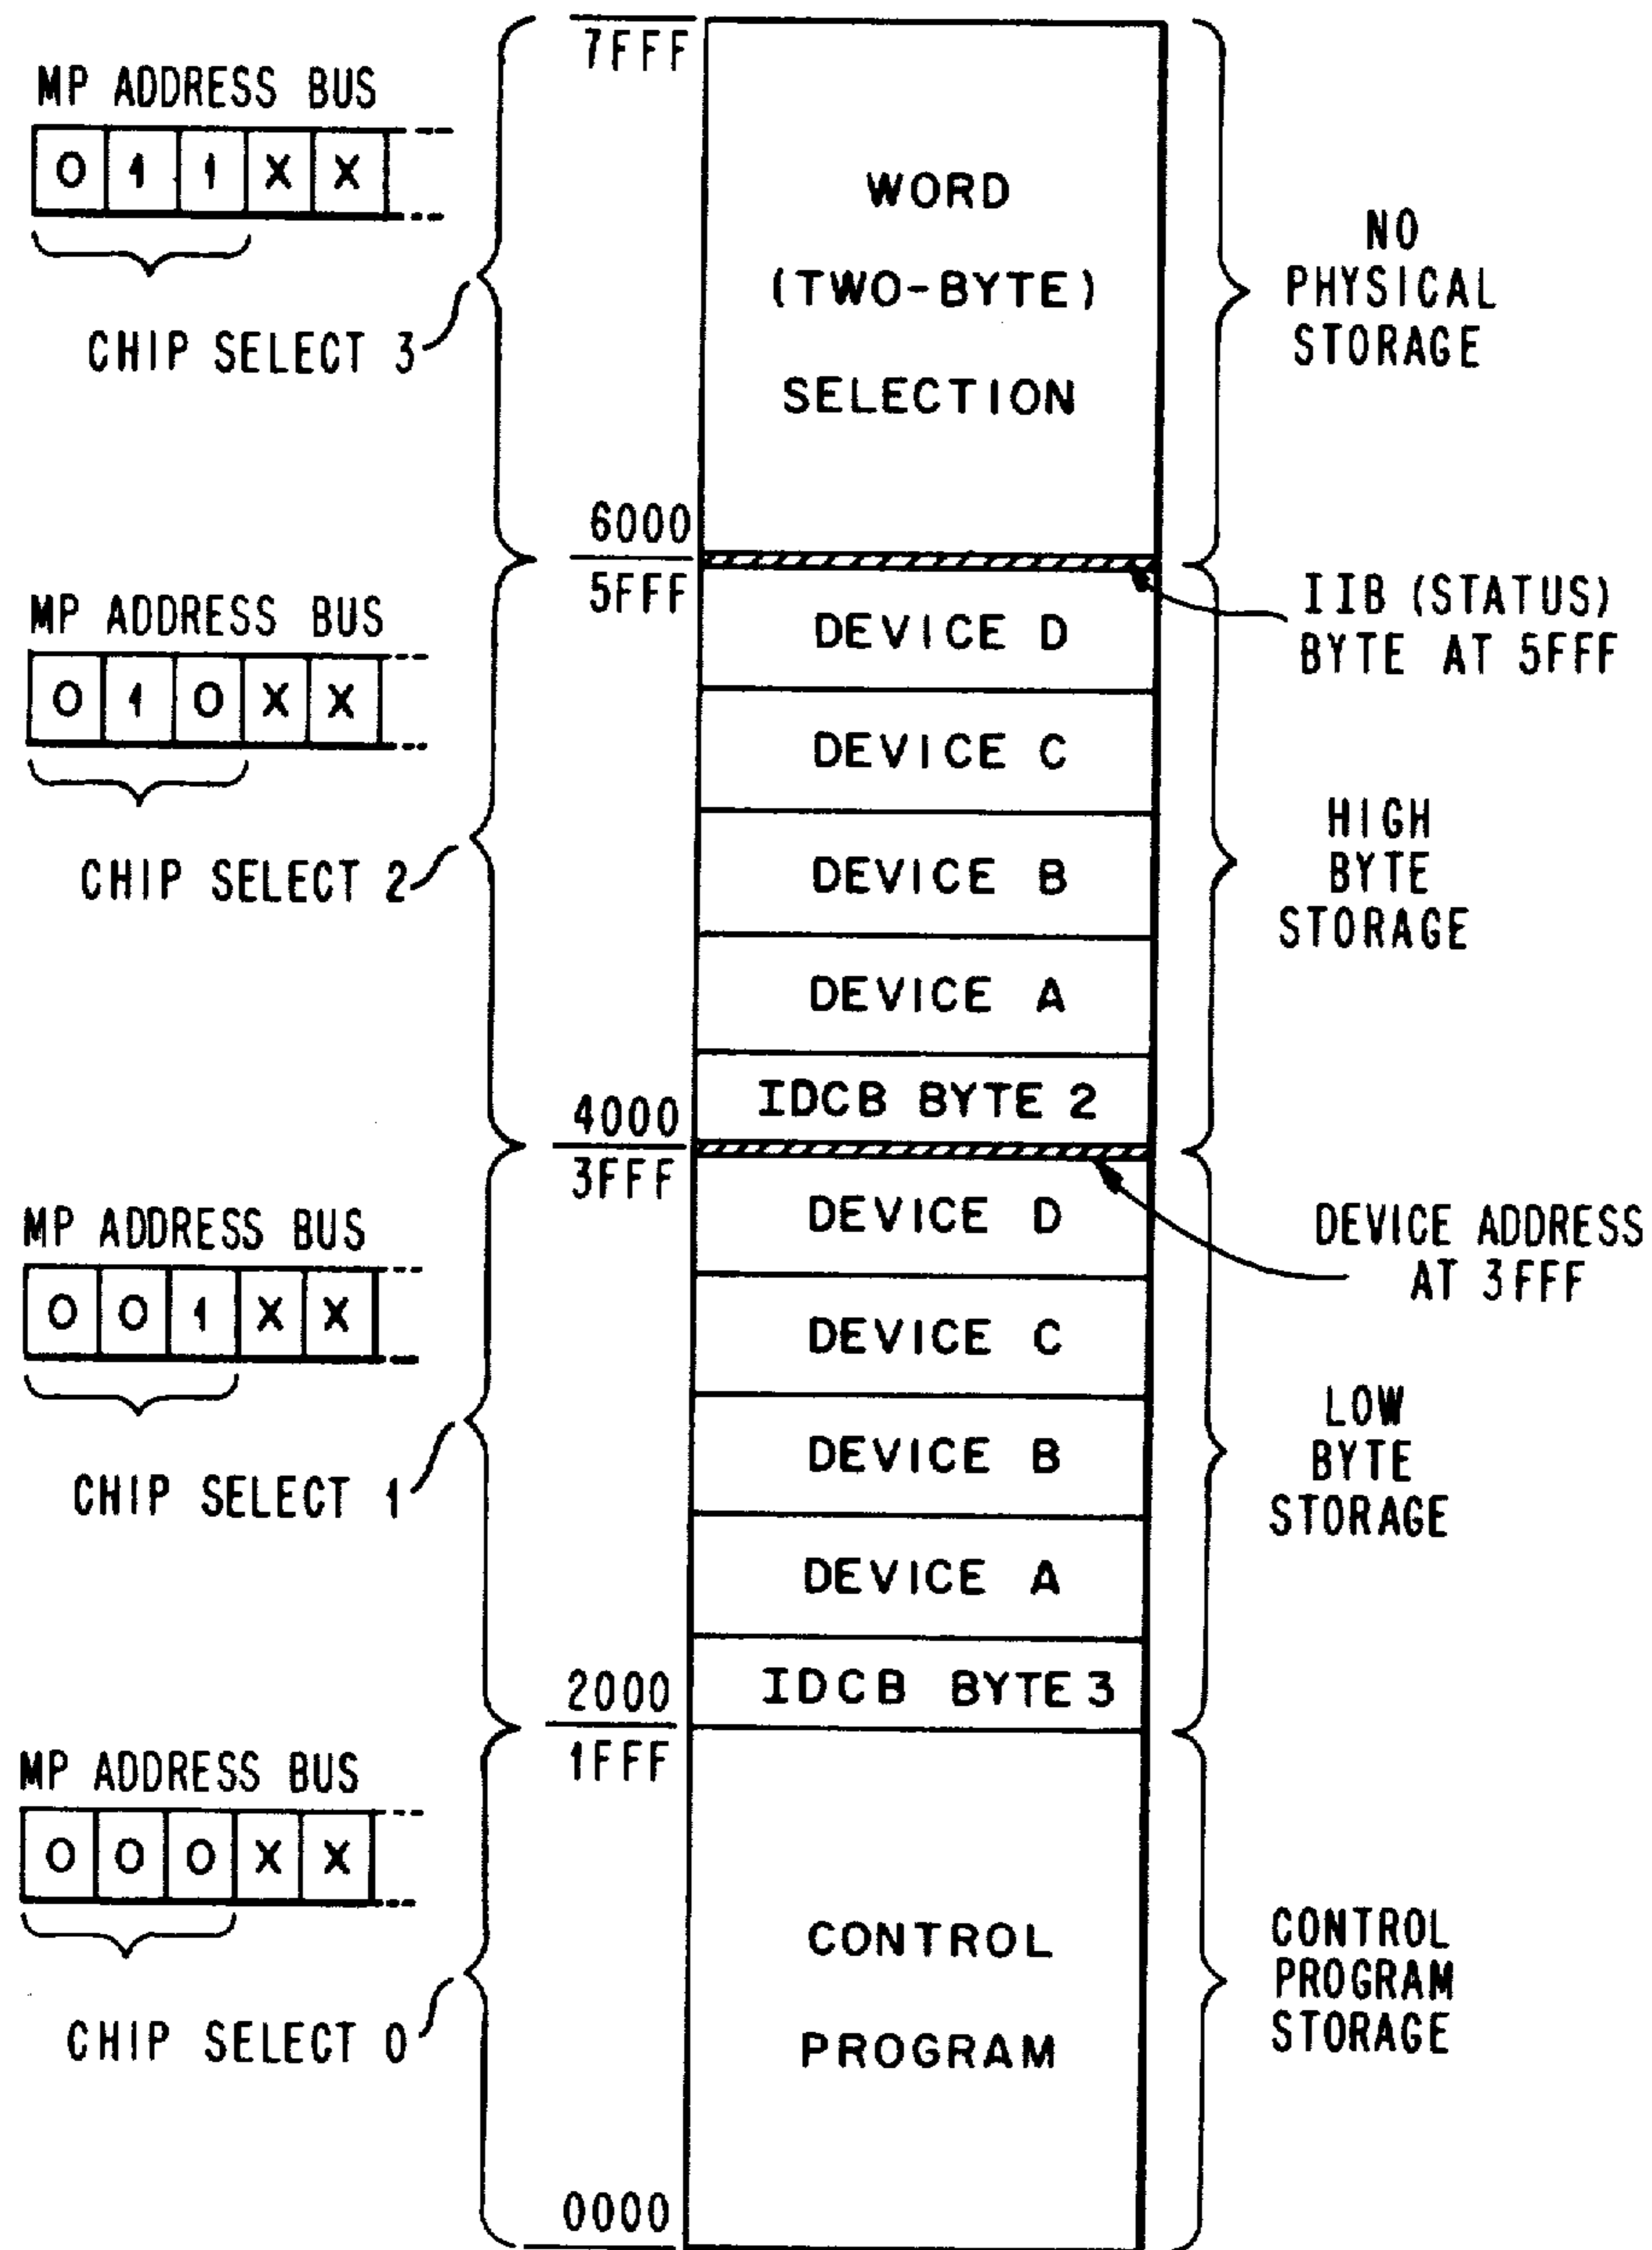 7FFF
MP ADDRESS BUS
0 1 1 X X
CHIP SELECT 3
WORD
(TWO-BYTE)
SELECTION
NO
PHYSICAL
STORAGE
6000
5FFF
IIB (STATUS)
BYTE AT 5FFF
MP ADDRESS BUS
0 1 0 X X
CHIP SELECT 2
DEVICE D
DEVICE C
DEVICE B
DEVICE A
IDCB BYTE 2
HIGH
BYTE
STORAGE
4000
3FFF
DEVICE ADDRESS
AT 3FFF
MP ADDRESS BUS
0 0 1 X X
CHIP SELECT 1
DEVICE D
DEVICE C
DEVICE B
DEVICE A
IDCB BYTE 3
LOW
BYTE
STORAGE
2000
1FFF
MP ADDRESS BUS
0 0 0 X X
CHIP SELECT 0
CONTROL
PROGRAM
CONTROL
PROGRAM
STORAGE
0000